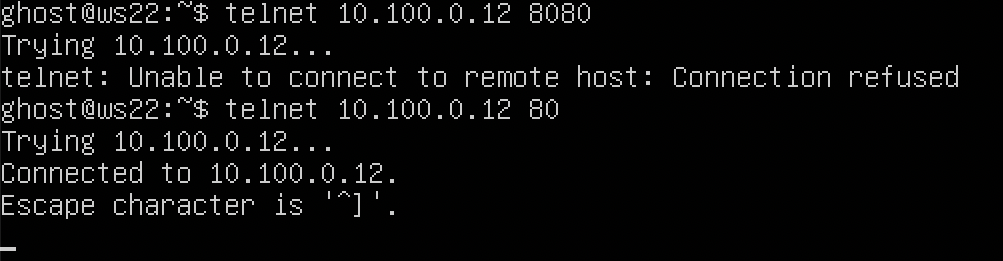 ghost@ws22:~$ telnet 10.100.0.12 8080
Trying 10.100.0.12...
telnet: Unable to connect to remote host: Connection refused
ghost@ws22:~$ telnet 10.100.0.12 80
Trying 10.100.0.12...
Connected to 10.100.0.12.
Escape character is '^]'.